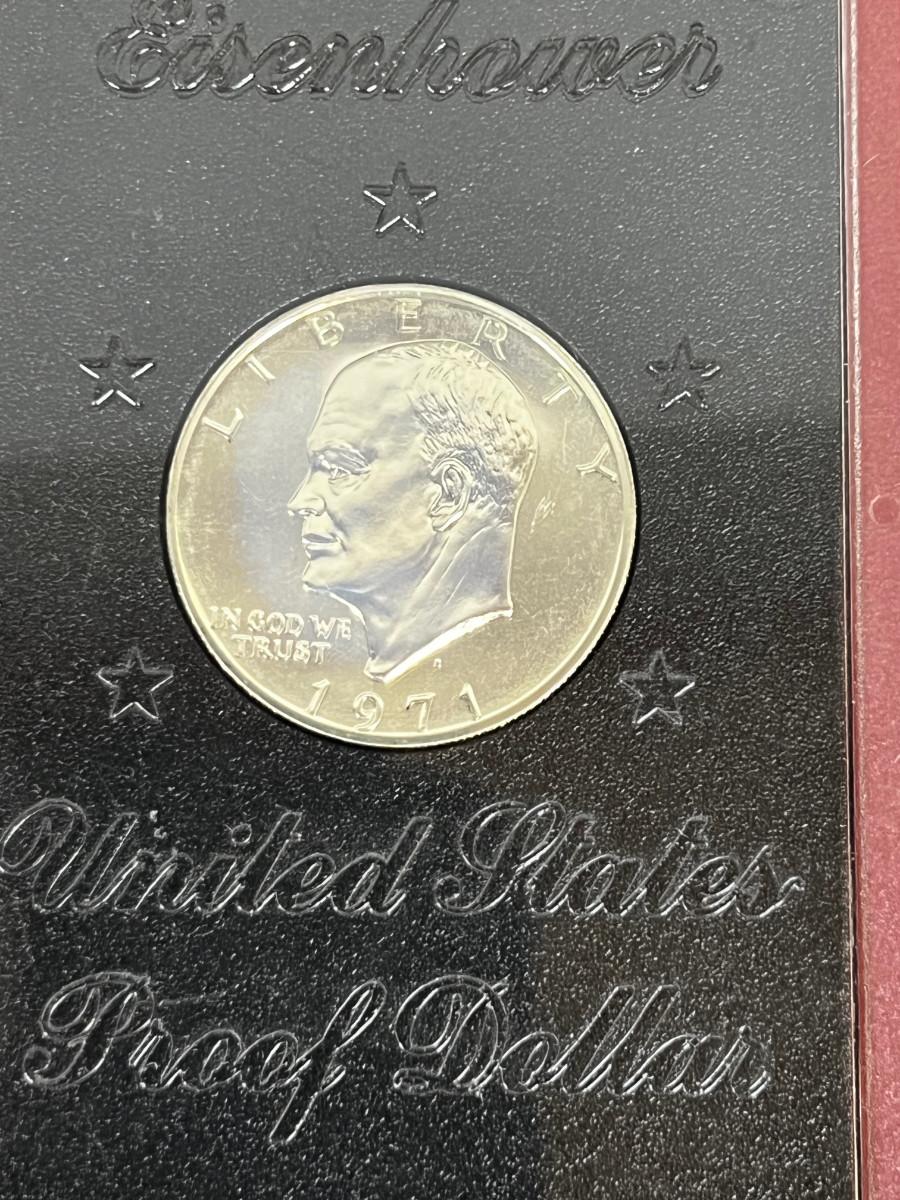 Eisenhower
LIBERTY
IN GOD WE
TRUST
1971
United States
Proof Dollar